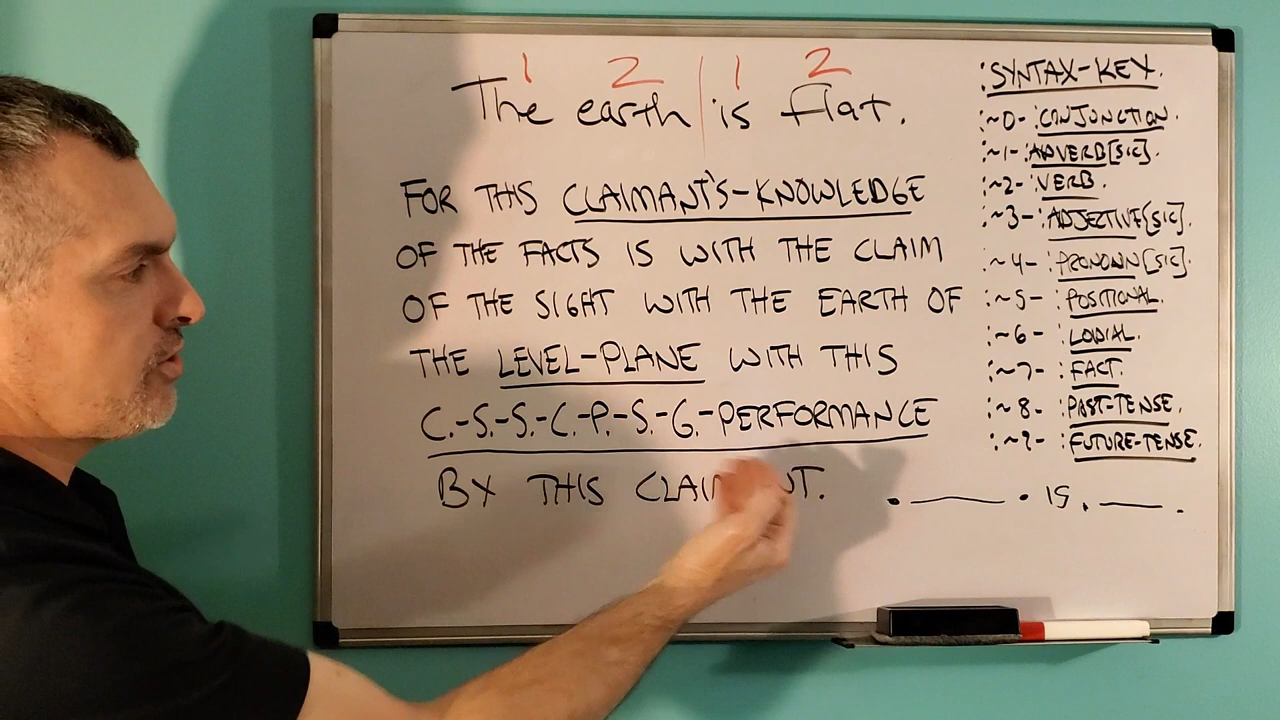 1 2 | 1 2
The earth is flat.
FOR THIS CLAIMANT'S-KNOWLEDGE
OF THE FACTS IS WITH THE CLAIM
OF THE SIGHT WITH THE EARTH OF
THE LEVEL-PLANE WITH THIS
C.-S.-S.-C.-P.-S.-G.-PERFORMANCE
BY THIS
:SYNTAX-KEY.
:~0- :CONJUNCTION.
:~1- :ADVERB[SIC].
:~2- :VERB.
:~3- :ADJECTIVE[SIC].
:~4- :PRONOUN[SIC].
:~5- :POSITIONAL.
:~6- :LODIAL.
:~7- :FACT.
:~8- :PAST-TENSE.
:~9- :FUTURE-TENSE.
. ____ . IS . ___ .